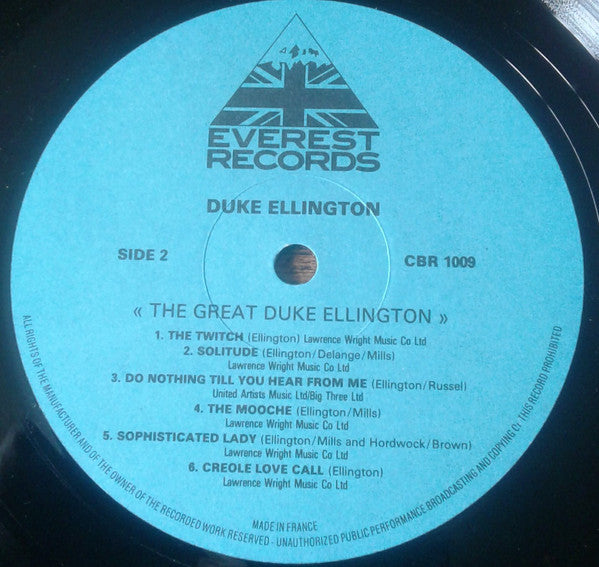 EVEREST
RECORDS
DUKE ELLINGTON
SIDE 2
CBR 1009
« THE GREAT DUKE ELLINGTON »
1. THE TWITCH (Ellington) Lawrence Wright Music Co Ltd
2. SOLITUDE (Ellington/Delange/Mills)
Lawrence Wright Music Co Ltd
3. DO NOTHING TILL YOU HEAR FROM ME (Ellington/Russel)
United Artists Music Ltd/Big Three Ltd
4. THE MOOCHE (Ellington/Mills)
Lawrence Wright Music Co Ltd
5. SOPHISTICATED LADY (Ellington/Mills and Hordwock/Brown)
Lawrence Wright Music Co Ltd
6. CREOLE LOVE CALL (Ellington)
Lawrence Wright Music Co Ltd
MADE IN FRANCE
ALL RIGHTS OF THE MANUFACTURER AND OF THE OWNER OF THE RECORDED WORK RESERVED - UNAUTHORIZED PUBLIC PERFORMANCE BROADCASTING AND COPYING Of THIS RECORD PROHIBITED